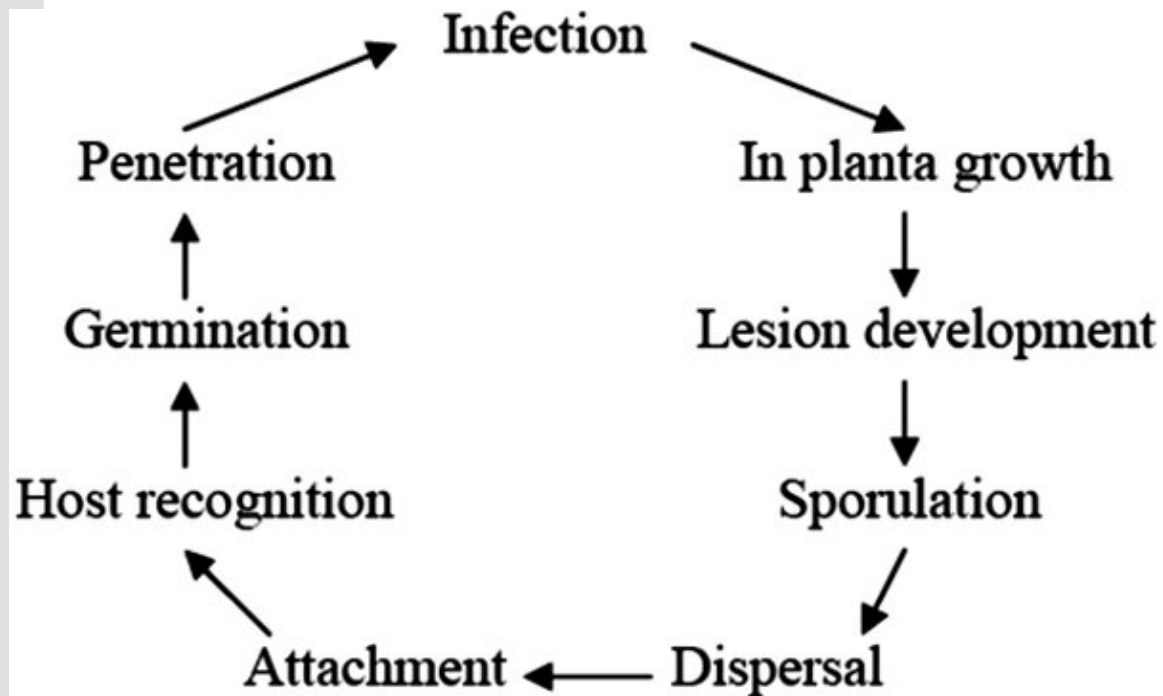 Infection
Penetration
In planta growth
Germination
Lesion development
Host recognition
Sporulation
Attachment
Dispersal